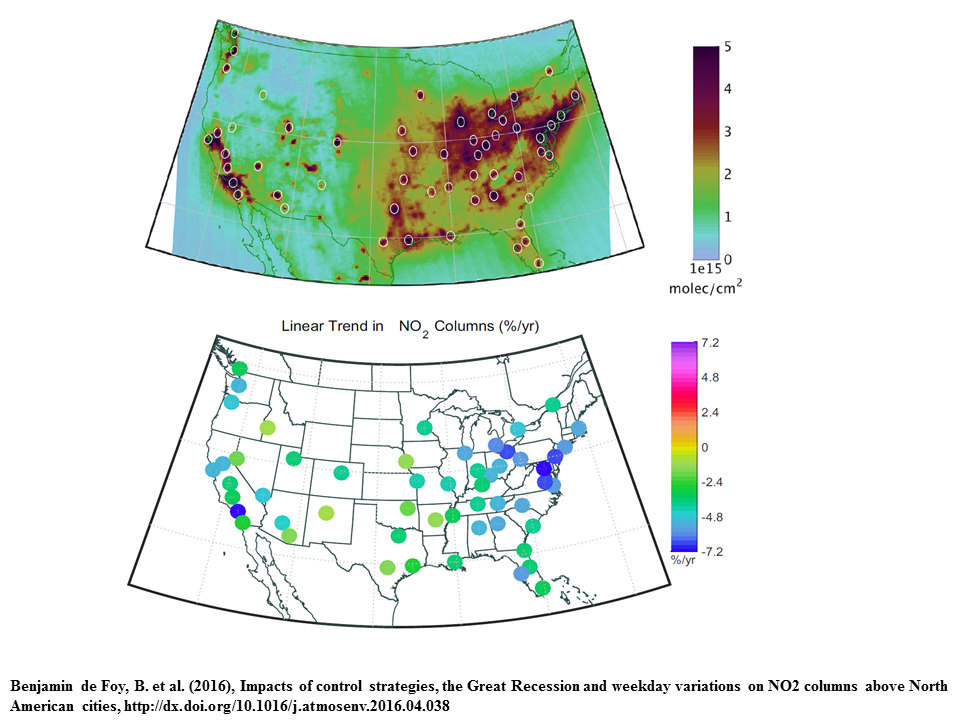 5
4
3
2
1
0
1e15
molec/cm2
Linear Trend in NO2 Columns (%/yr)
7.2
4.8
2.4
0
-2.4
-4.8
-7.2
%/yr
Benjamin de Foy, B. et al. (2016), Impacts of control strategies, the Great Recession and weekday variations on NO2 columns above North
American cities, http://dx.doi.org/10.1016/j.atmosenv.2016.04.038